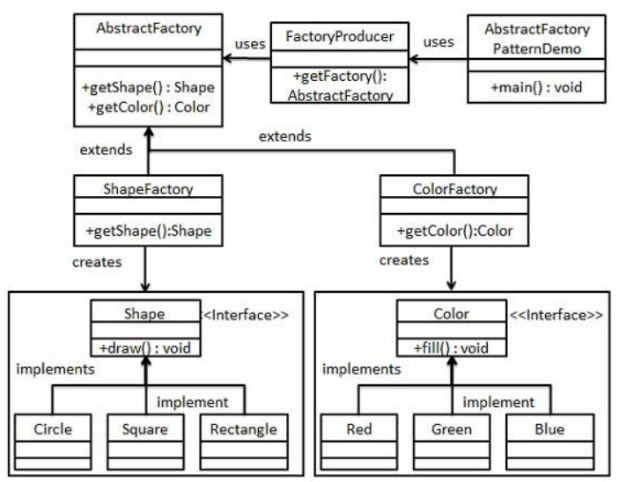 AbstractFactory
+getShape() : Shape
+getColor() : Color
uses
FactoryProducer
+getFactory():
AbstractFactory
uses
AbstractFactory
PatternDemo
+main() : void
extends
extends
ShapeFactory
+getShape():Shape
ColorFactory
+getColor():Color
creates
creates
Shape
<<Interface>>
+draw() : void
implements
implement
Circle
Square
Rectangle
Color
<<Interface>>
+fill() : void
implements
implement
Red
Green
Blue